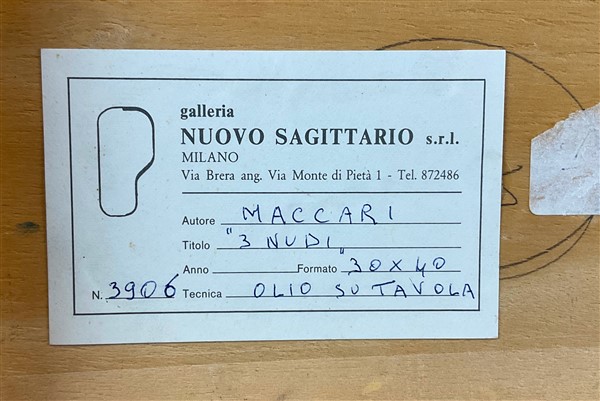 galleria
NUOVO SAGITTARIO s.r.l.
MILANO
Via Brera ang. Via Monte di Pietà 1 - Tel. 872486
Autore MACCARI
Titolo "3 NUDI"
Anno Formato 30 x 40
N. 3906 Tecnica OLIO SU TAVOLA